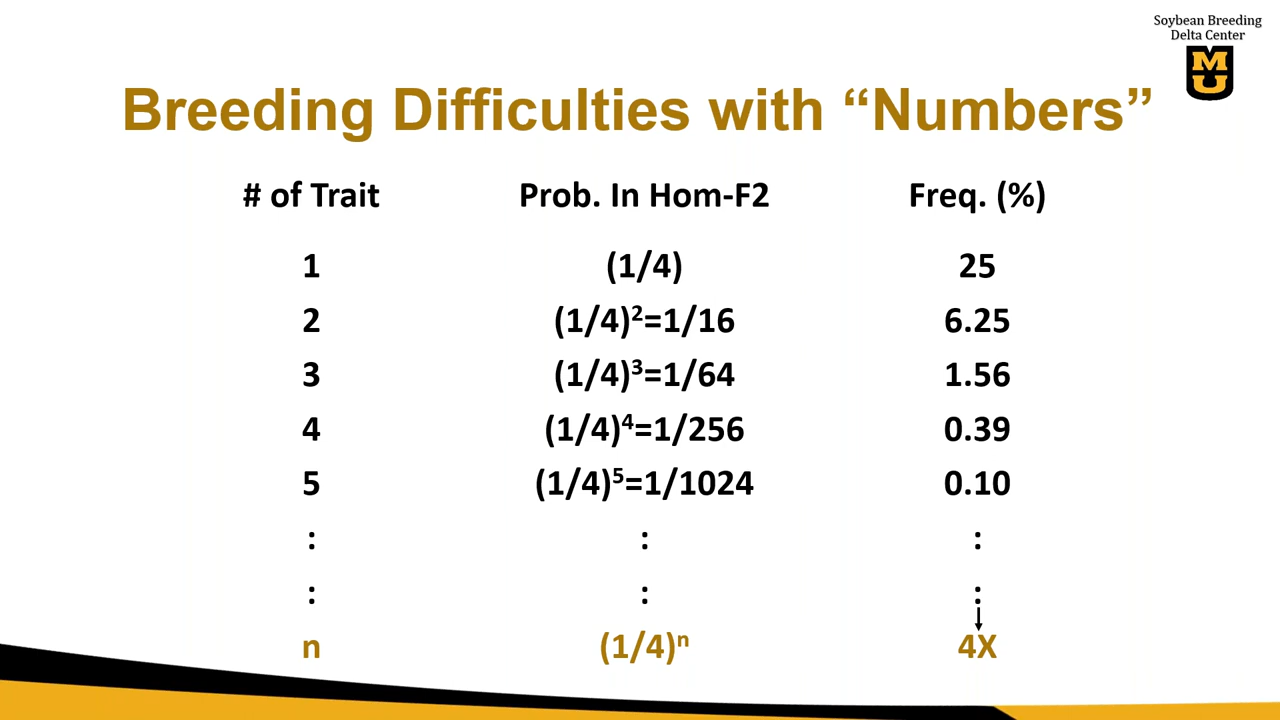 Soybean Breeding
Delta Center
MU
Breeding Difficulties with “Numbers”
# of Trait Prob. In Hom-F2 Freq. (%)
1 (1/4) 25
2 (1/4)²=1/16 6.25
3 (1/4)³=1/64 1.56
4 (1/4)⁴=1/256 0.39
5 (1/4)⁵=1/1024 0.10
: : :
: : :
n (1/4)ⁿ 4X